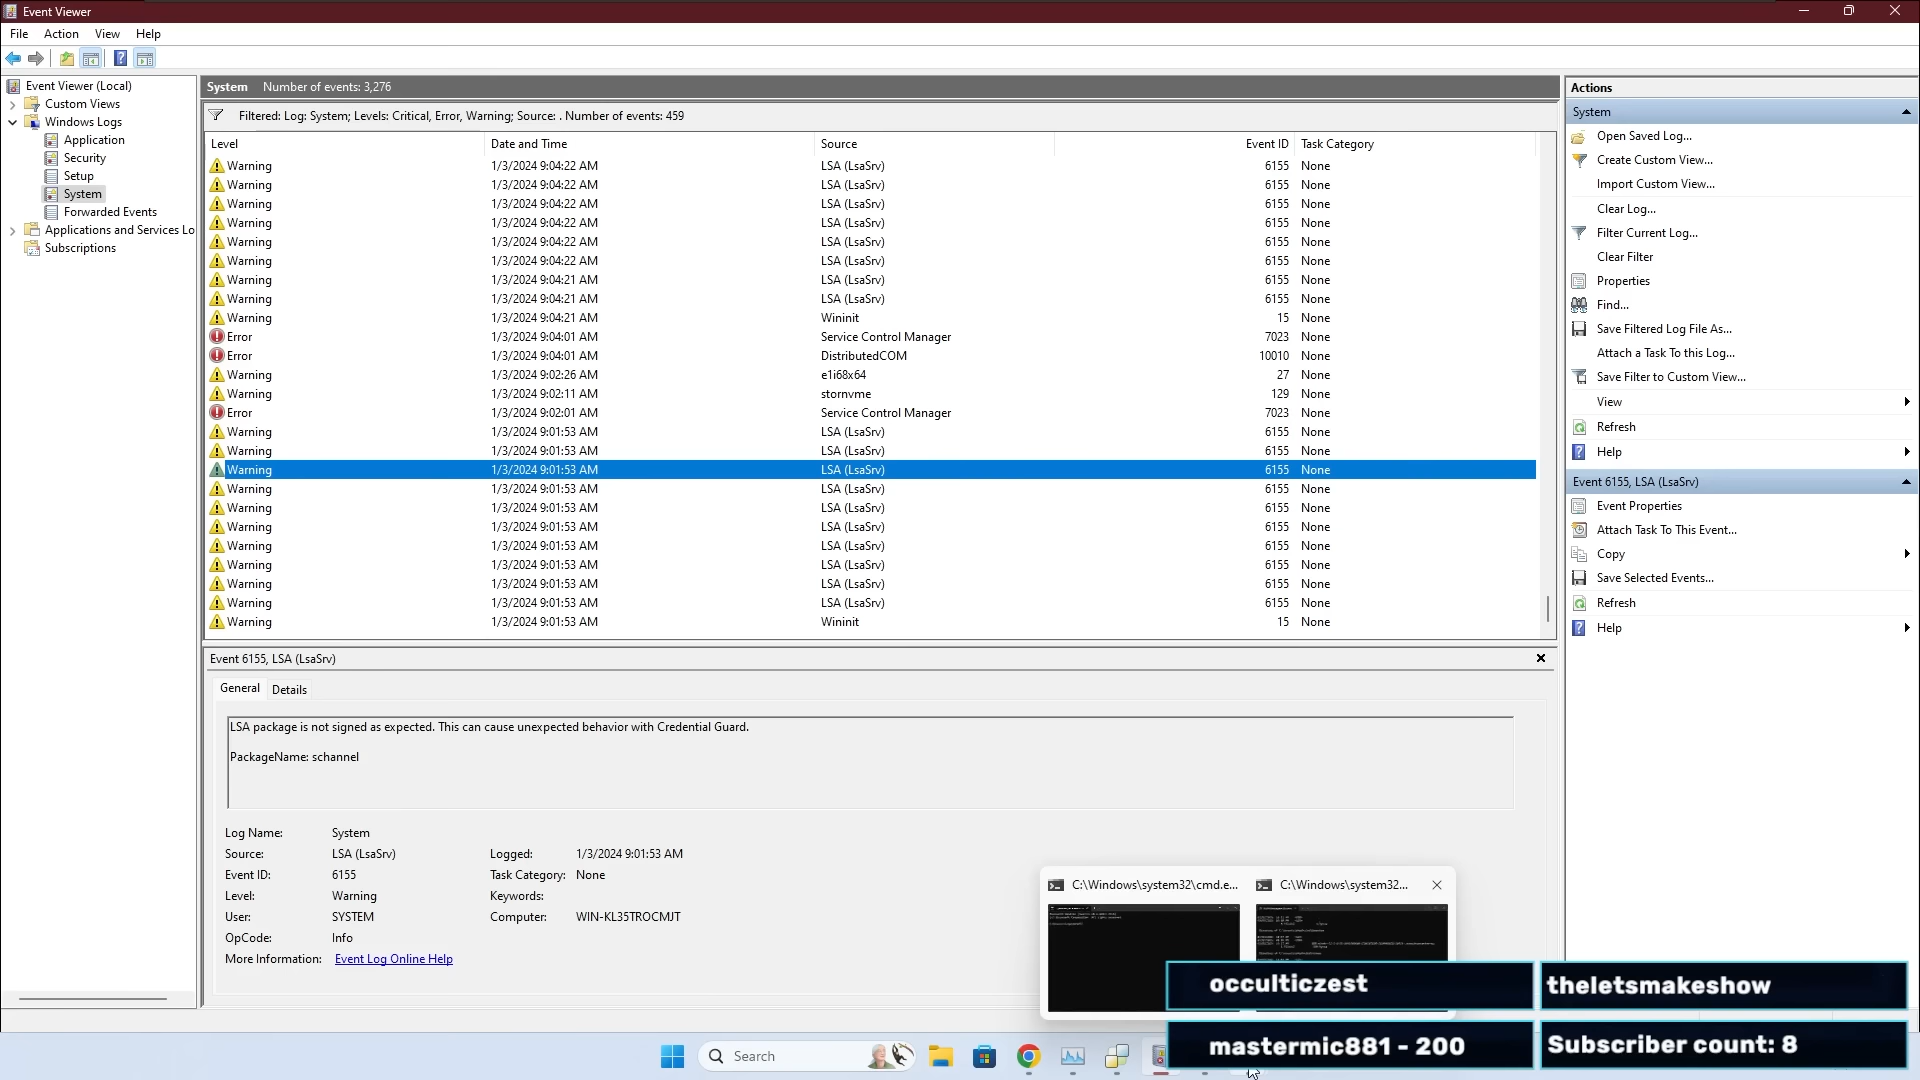 Event Viewer
File Action View Help
Event Viewer (Local)
Custom Views
Windows Logs
Application
Security
Setup
System
Forwarded Events
Applications and Services Lo
Subscriptions
System Number of events: 3,276
Filtered: Log: System; Levels: Critical, Error, Warning; Source: . Number of events: 459
Level Date and Time Source Event ID Task Category
Warning 1/3/2024 9:04:22 AM LSA (LsaSrv) 6155 None
Warning 1/3/2024 9:04:22 AM LSA (LsaSrv) 6155 None
Warning 1/3/2024 9:04:22 AM LSA (LsaSrv) 6155 None
Warning 1/3/2024 9:04:22 AM LSA (LsaSrv) 6155 None
Warning 1/3/2024 9:04:22 AM LSA (LsaSrv) 6155 None
Warning 1/3/2024 9:04:22 AM LSA (LsaSrv) 6155 None
Warning 1/3/2024 9:04:21 AM LSA (LsaSrv) 6155 None
Warning 1/3/2024 9:04:21 AM LSA (LsaSrv) 6155 None
Warning 1/3/2024 9:04:21 AM Wininit 15 None
Error 1/3/2024 9:04:01 AM Service Control Manager 7023 None
Error 1/3/2024 9:04:01 AM DistributedCOM 10010 None
Warning 1/3/2024 9:02:26 AM e1i68x64 27 None
Warning 1/3/2024 9:02:11 AM stornvme 129 None
Error 1/3/2024 9:02:01 AM Service Control Manager 7023 None
Warning 1/3/2024 9:01:53 AM LSA (LsaSrv) 6155 None
Warning 1/3/2024 9:01:53 AM LSA (LsaSrv) 6155 None
Warning 1/3/2024 9:01:53 AM LSA (LsaSrv) 6155 None
Warning 1/3/2024 9:01:53 AM LSA (LsaSrv) 6155 None
Warning 1/3/2024 9:01:53 AM LSA (LsaSrv) 6155 None
Warning 1/3/2024 9:01:53 AM LSA (LsaSrv) 6155 None
Warning 1/3/2024 9:01:53 AM LSA (LsaSrv) 6155 None
Warning 1/3/2024 9:01:53 AM LSA (LsaSrv) 6155 None
Warning 1/3/2024 9:01:53 AM LSA (LsaSrv) 6155 None
Warning 1/3/2024 9:01:53 AM LSA (LsaSrv) 6155 None
Warning 1/3/2024 9:01:53 AM Wininit 15 None
Event 6155, LSA (LsaSrv)
General Details
LSA package is not signed as expected. This can cause unexpected behavior with Credential Guard.
PackageName: schannel
Log Name: System
Source: LSA (LsaSrv) Logged: 1/3/2024 9:01:53 AM
Event ID: 6155 Task Category: None
Level: Warning Keywords:
User: SYSTEM Computer: WIN-KL35TROCMJT
OpCode: Info
More Information: Event Log Online Help
Actions
System
Open Saved Log...
Create Custom View...
Import Custom View...
Clear Log...
Filter Current Log...
Clear Filter
Properties
Find...
Save Filtered Log File As...
Attach a Task To this Log...
Save Filter to Custom View...
View
Refresh
Help
Event 6155, LSA (LsaSrv)
Event Properties
Attach Task To This Event...
Copy
Save Selected Events...
Refresh
Help
C:\Windows\system32\cmd.e...
C:\Windows\system32...
occulticzest
theletsmakeshow
mastermic881 - 200
Subscriber count: 8
Search